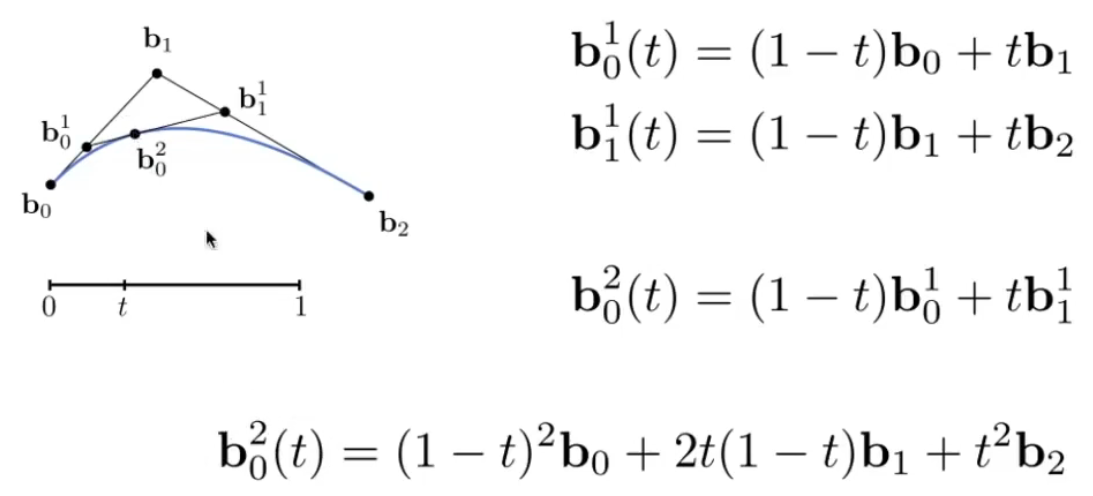 b₁
b₀¹(t) = (1 − t)b₀ + tb₁
b₁¹
b₁¹(t) = (1 − t)b₁ + tb₂
b₀¹
b₀²
b₀
b₂
0 t 1
b₀²(t) = (1 − t)b₀¹ + tb₁¹
b₀²(t) = (1 − t)²b₀ + 2t(1 − t)b₁ + t²b₂